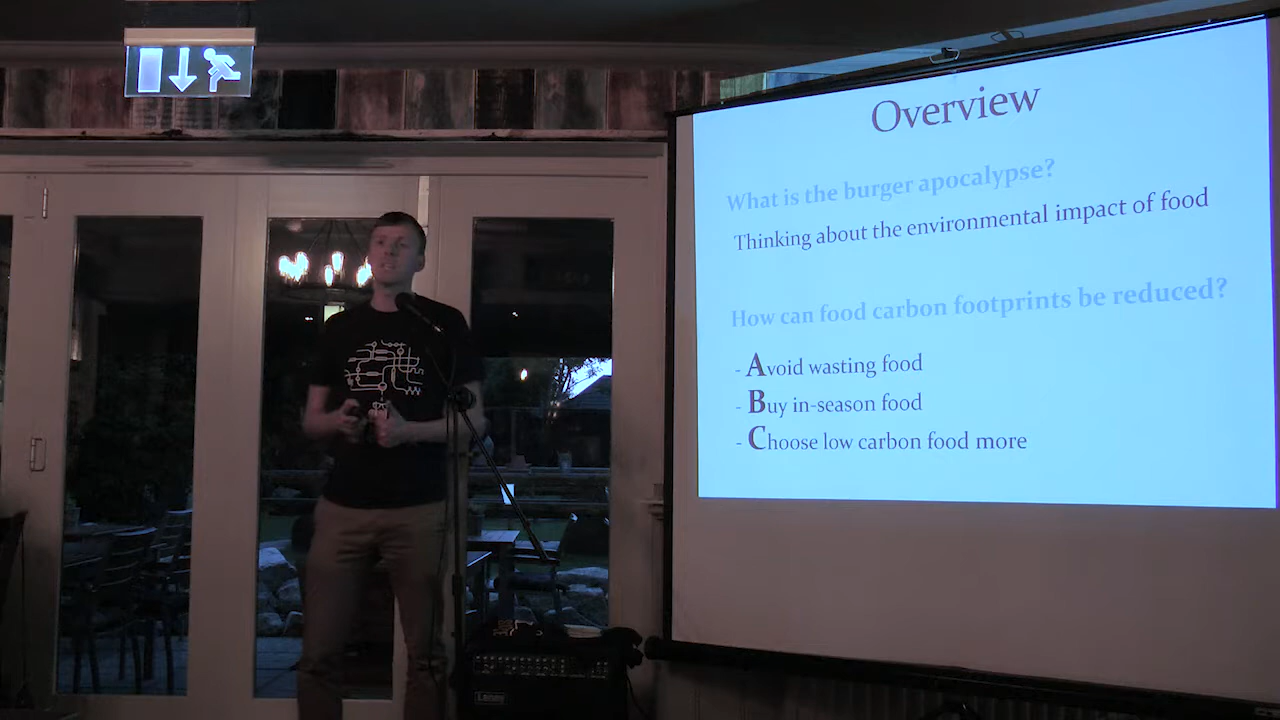 Overview
What is the burger apocalypse?
Thinking about the environmental impact of food
How can food carbon footprints be reduced?
- Avoid wasting food
- Buy in-season food
- Choose low carbon food more
Laney